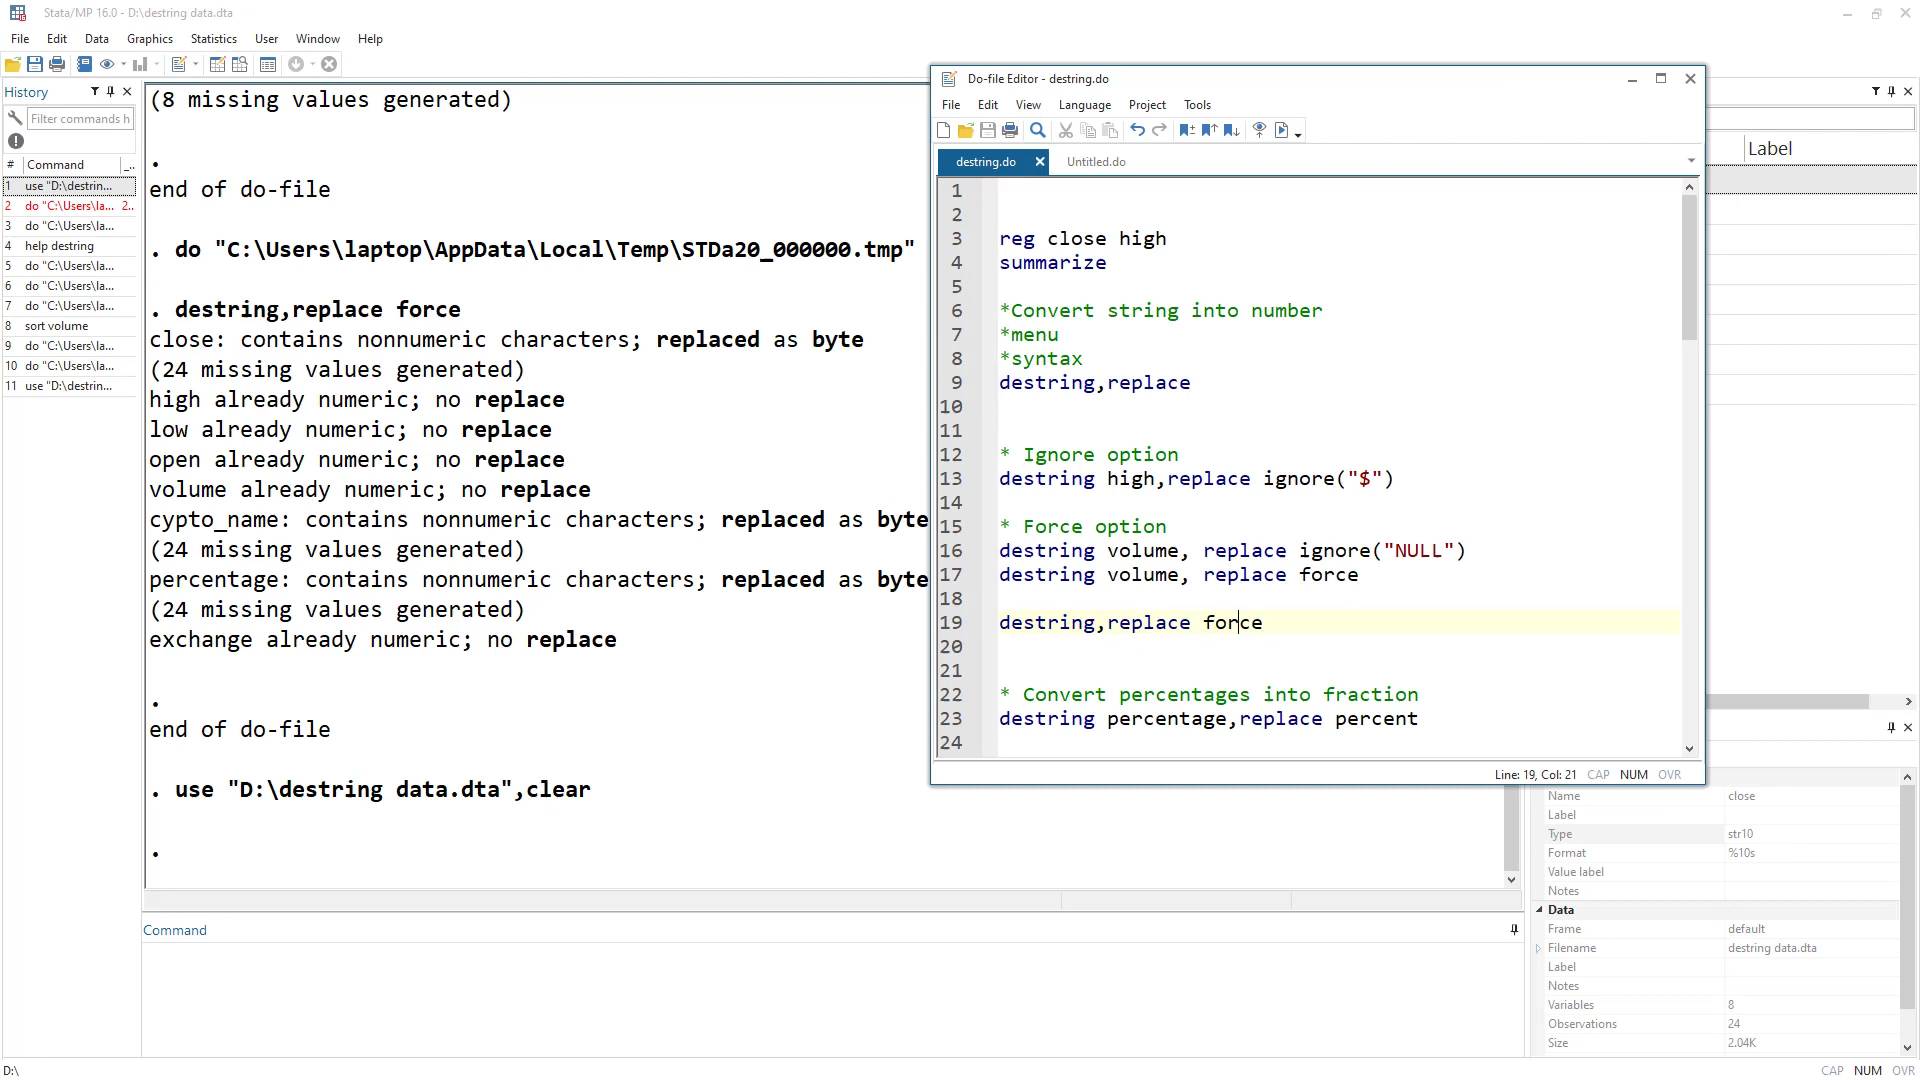 Stata/MP 16.0 - D:\destring data.dta
File Edit Data Graphics Statistics User Window Help
History
Filter commands h
# Command
1 use "D:\destrin...
2 do "C:\Users\la... 2..
3 do "C:\Users\la...
4 help destring
5 do "C:\Users\la...
6 do "C:\Users\la...
7 do "C:\Users\la...
8 sort volume
9 do "C:\Users\la...
10 do "C:\Users\la...
11 use "D:\destrin...
(8 missing values generated)
.
end of do-file
. do "C:\Users\laptop\AppData\Local\Temp\STDa20_000000.tmp"
. destring,replace force
close: contains nonnumeric characters; replaced as byte
(24 missing values generated)
high already numeric; no replace
low already numeric; no replace
open already numeric; no replace
volume already numeric; no replace
cypto_name: contains nonnumeric characters; replaced as byte
(24 missing values generated)
percentage: contains nonnumeric characters; replaced as byte
(24 missing values generated)
exchange already numeric; no replace
.
end of do-file
. use "D:\destring data.dta",clear
.
Command
Do-file Editor - destring.do
File Edit View Language Project Tools
destring.do Untitled.do
1
2
3 reg close high
4 summarize
5
6 *Convert string into number
7 *menu
8 *syntax
9 destring,replace
10
11
12 * Ignore option
13 destring high,replace ignore("$")
14
15 * Force option
16 destring volume, replace ignore("NULL")
17 destring volume, replace force
18
19 destring,replace force
20
21
22 * Convert percentages into fraction
23 destring percentage,replace percent
24
Line: 19, Col: 21 CAP NUM OVR
Label
Name close
Label
Type str10
Format %10s
Value label
Notes
Data
Frame default
Filename destring data.dta
Label
Notes
Variables 8
Observations 24
Size 2.04K
D:\
CAP NUM OVR